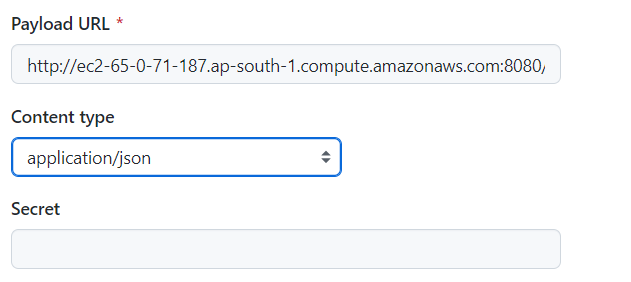 Payload URL *
http://ec2-65-0-71-187.ap-south-1.compute.amazonaws.com:8080/
Content type
application/json
Secret